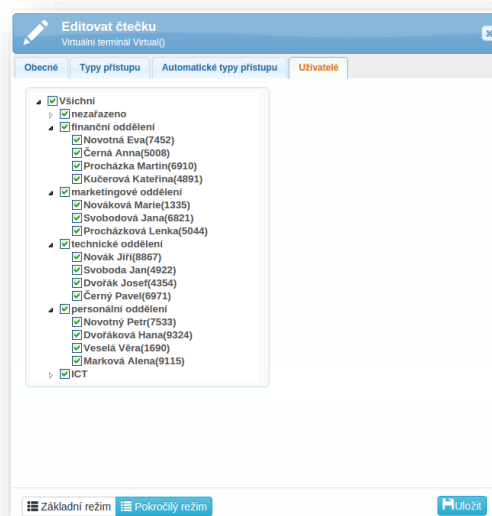 Editovat čtečku
Virtuální terminál Virtual()
Obecné Typy přístupu Automatické typy přístupu Uživatelé
Všichni
nezařazeno
finanční oddělení
Novotná Eva(7452)
Černá Anna(5008)
Procházka Martin(6910)
Kučerová Kateřina(4891)
marketingové oddělení
Nováková Marie(1335)
Svobodová Jana(6821)
Procházková Lenka(5044)
technické oddělení
Novák Jiří(8867)
Svoboda Jan(4922)
Dvořák Josef(4354)
Černý Pavel(6971)
personální oddělení
Novotný Petr(7533)
Dvořáková Hana(9324)
Veselá Věra(1690)
Marková Alena(9115)
ICT
Základní režim Pokročilý režim Uložit